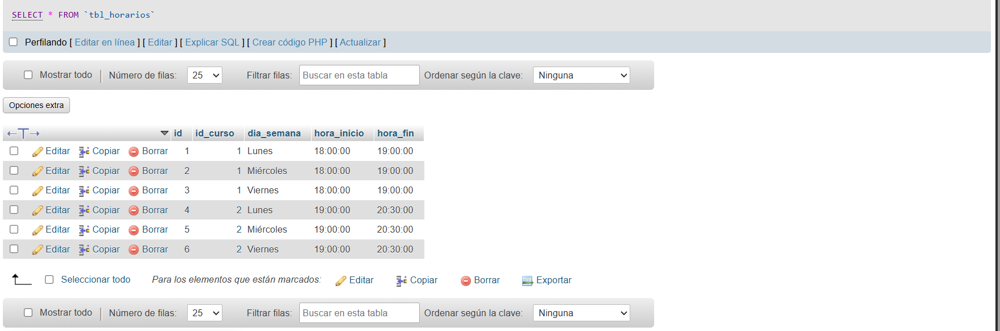 SELECT * FROM `tbl_horarios`
Perfilando [ Editar en línea ] [ Editar ] [ Explicar SQL ] [ Crear código PHP ] [ Actualizar ]
Mostrar todo | Número de filas: 25 Filtrar filas: Buscar en esta tabla Ordenar según la clave: Ninguna
Opciones extra
←T→ id id_curso dia_semana hora_inicio hora_fin
Editar Copiar Borrar 1 1 Lunes 18:00:00 19:00:00
Editar Copiar Borrar 2 1 Miércoles 18:00:00 19:00:00
Editar Copiar Borrar 3 1 Viernes 18:00:00 19:00:00
Editar Copiar Borrar 4 2 Lunes 19:00:00 20:30:00
Editar Copiar Borrar 5 2 Miércoles 19:00:00 20:30:00
Editar Copiar Borrar 6 2 Viernes 19:00:00 20:30:00
Seleccionar todo Para los elementos que están marcados: Editar Copiar Borrar Exportar
Mostrar todo | Número de filas: 25 Filtrar filas: Buscar en esta tabla Ordenar según la clave: Ninguna